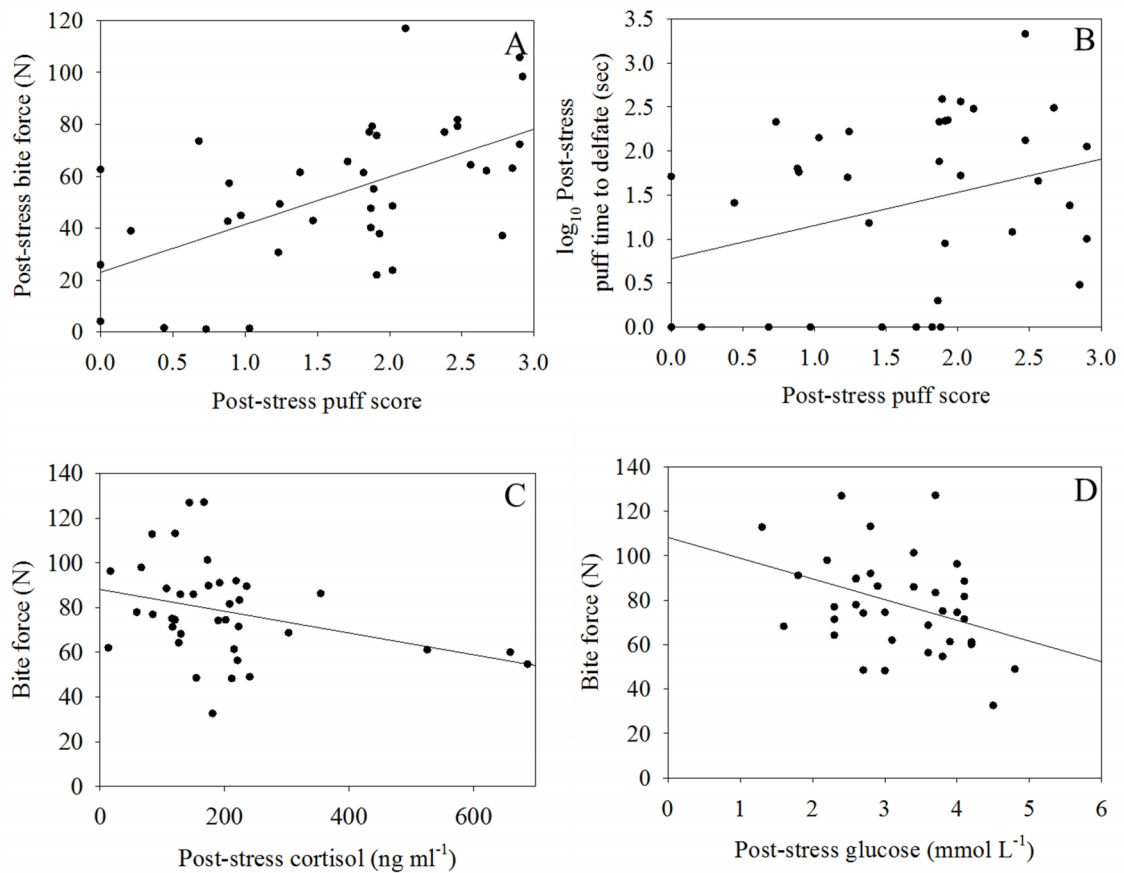 A
Post-stress bite force (N)
120
100
80
60
40
20
0
0.0 0.5 1.0 1.5 2.0 2.5 3.0
Post-stress puff score
B
log10 Post-stress
puff time to delfate (sec)
3.5
3.0
2.5
2.0
1.5
1.0
0.5
0.0
0.0 0.5 1.0 1.5 2.0 2.5 3.0
Post-stress puff score
C
Bite force (N)
140
120
100
80
60
40
20
0
0 200 400 600
Post-stress cortisol (ng ml⁻¹)
D
Bite force (N)
140
120
100
80
60
40
20
0
0 1 2 3 4 5 6
Post-stress glucose (mmol L⁻¹)